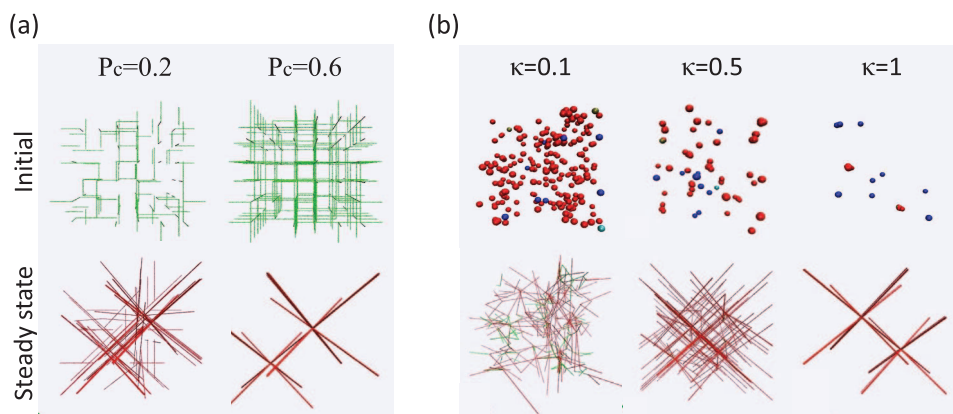 (a)
(b)
Pc=0.2
Pc=0.6
κ=0.1
κ=0.5
κ=1
Initial
Steady state